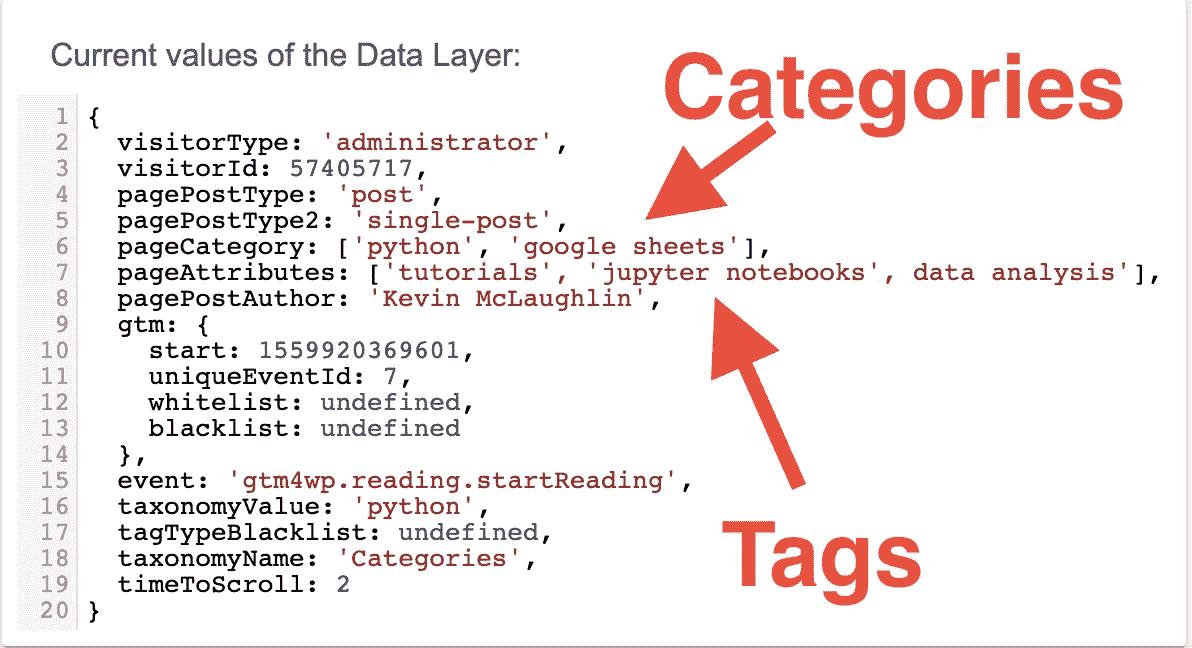 Current values of the Data Layer:
Categories
1 {
2 visitorType: 'administrator',
3 visitorId: 57405717,
4 pagePostType: 'post',
5 pagePostType2: 'single-post',
6 pageCategory: ['python', 'google sheets'],
7 pageAttributes: ['tutorials', 'jupyter notebooks', data analysis'],
8 pagePostAuthor: 'Kevin McLaughlin',
9 gtm: {
10 start: 1559920369601,
11 uniqueEventId: 7,
12 whitelist: undefined,
13 blacklist: undefined
14 },
15 event: 'gtm4wp.reading.startReading',
16 taxonomyValue: 'python',
17 tagTypeBlacklist: undefined,
18 taxonomyName: 'Categories',
19 timeToScroll: 2
20 }
Tags